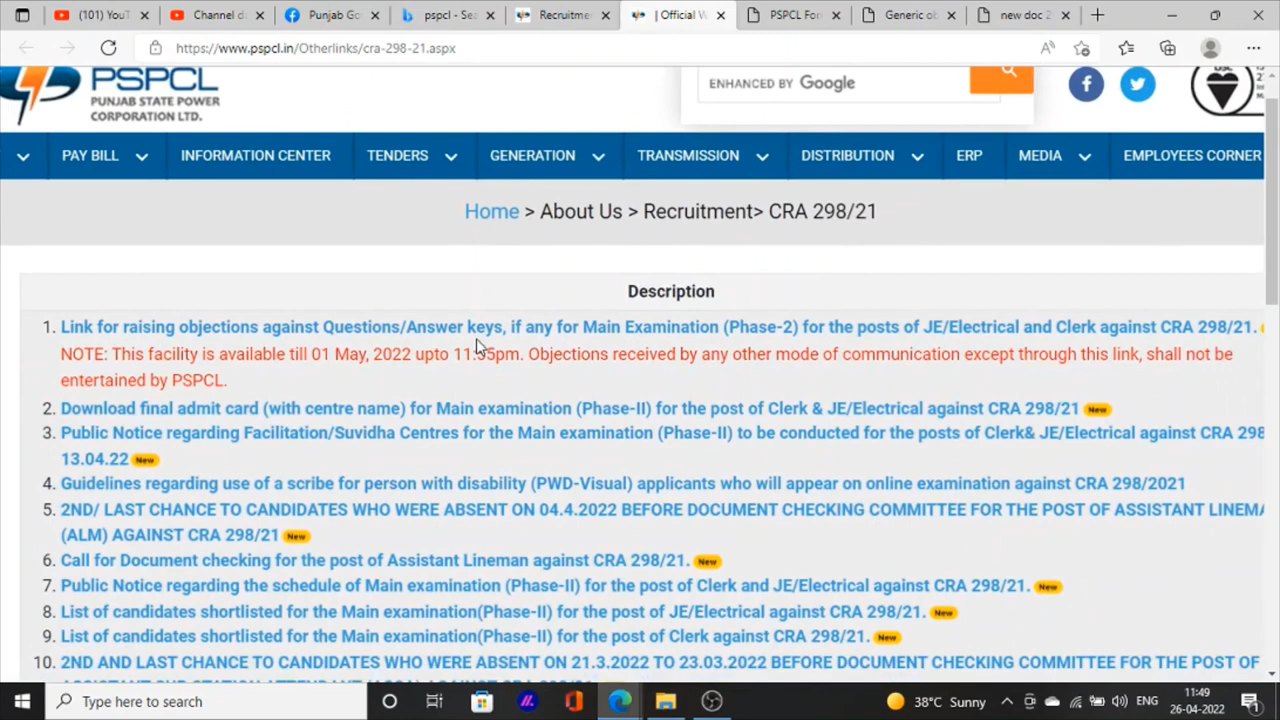 (101) YouT
Channel d
Punjab Go
pspcl - Sea
Recruitme
| Official W
PSPCL For
Generic ob
new doc 2
https://www.pspcl.in/Otherlinks/cra-298-21.aspx
PSPCL
PUNJAB STATE POWER
CORPORATION LTD.
ENHANCED BY Google
PAY BILL
INFORMATION CENTER
TENDERS
GENERATION
TRANSMISSION
DISTRIBUTION
ERP
MEDIA
EMPLOYEES CORNER
Home > About Us > Recruitment> CRA 298/21
Description
1. Link for raising objections against Questions/Answer keys, if any for Main Examination (Phase-2) for the posts of JE/Electrical and Clerk against CRA 298/21.
NOTE: This facility is available till 01 May, 2022 upto 11:55pm. Objections received by any other mode of communication except through this link, shall not be
entertained by PSPCL.
2. Download final admit card (with centre name) for Main examination (Phase-II) for the post of Clerk & JE/Electrical against CRA 298/21 New
3. Public Notice regarding Facilitation/Suvidha Centres for the Main examination (Phase-II) to be conducted for the posts of Clerk& JE/Electrical against CRA 298
13.04.22 New
4. Guidelines regarding use of a scribe for person with disability (PWD-Visual) applicants who will appear on online examination against CRA 298/2021
5. 2ND/ LAST CHANCE TO CANDIDATES WHO WERE ABSENT ON 04.4.2022 BEFORE DOCUMENT CHECKING COMMITTEE FOR THE POST OF ASSISTANT LINEMA
(ALM) AGAINST CRA 298/21 New
6. Call for Document checking for the post of Assistant Lineman against CRA 298/21. New
7. Public Notice regarding the schedule of Main examination (Phase-II) for the post of Clerk and JE/Electrical against CRA 298/21. New
8. List of candidates shortlisted for the Main examination(Phase-II) for the post of JE/Electrical against CRA 298/21. New
9. List of candidates shortlisted for the Main examination(Phase-II) for the post of Clerk against CRA 298/21. New
10. 2ND AND LAST CHANCE TO CANDIDATES WHO WERE ABSENT ON 21.3.2022 TO 23.03.2022 BEFORE DOCUMENT CHECKING COMMITTEE FOR THE POST OF
Type here to search
38°C Sunny
ENG
11:49
26-04-2022